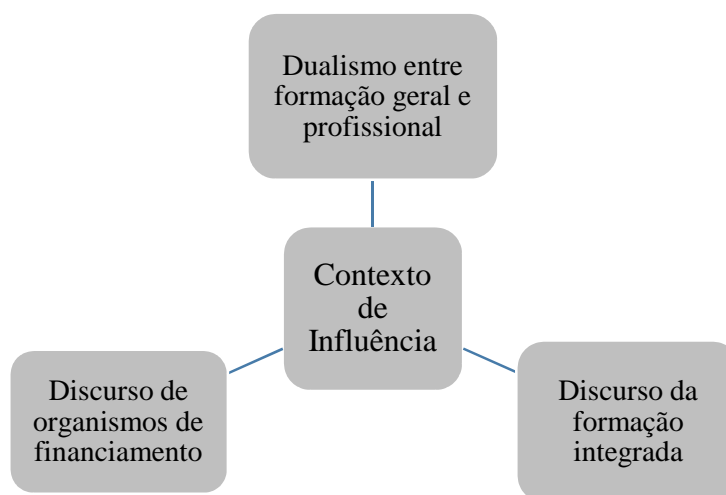 Dualismo entre
formação geral e
profissional
Contexto
de
Influência
Discurso de
organismos de
financiamento
Discurso da
formação
integrada